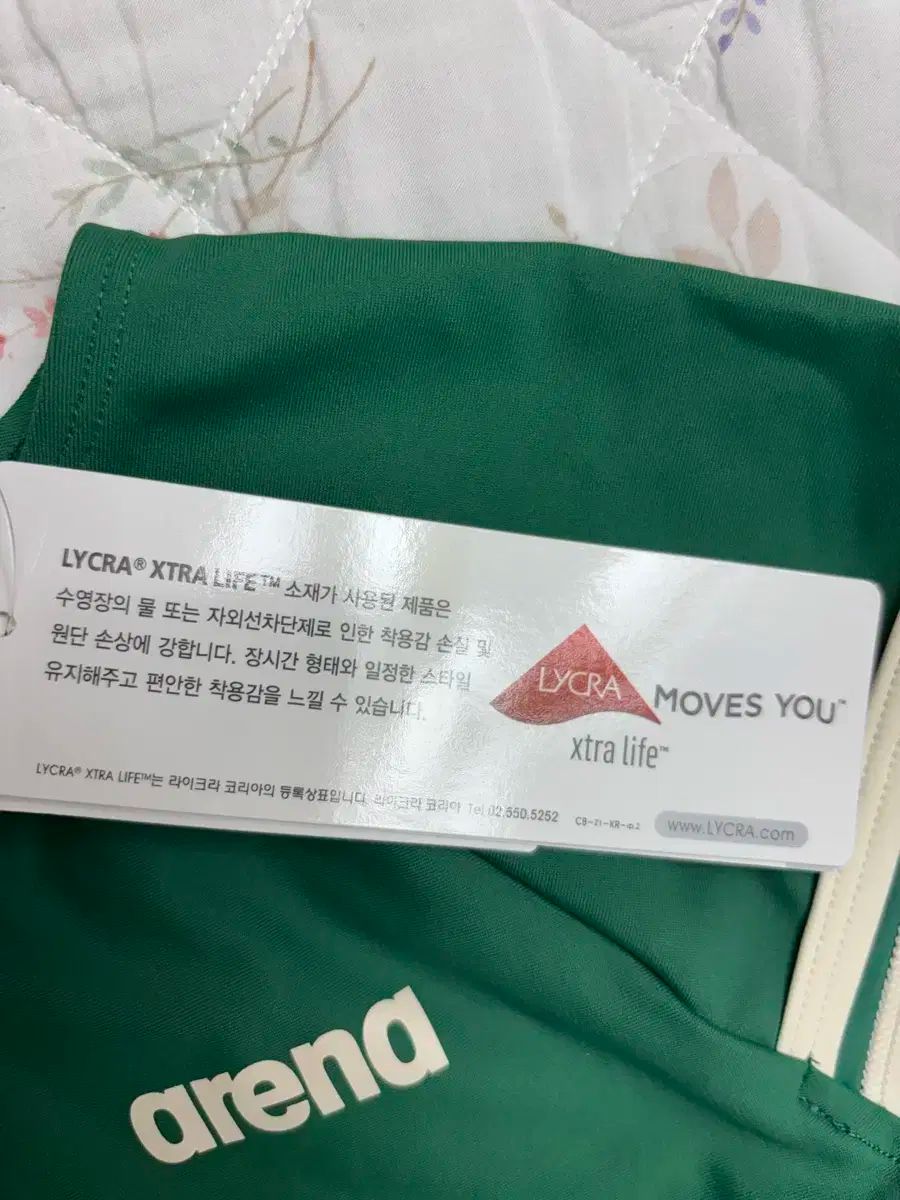 LYCRA® XTRA LIFE™ 소재가 사용된 제품은
수영장의 물 또는 자외선차단제로 인한 착용감 손실 및
원단 손상에 강합니다. 장시간 형태와 일정한 스타일
유지해주고 편안한 착용감을 느낄 수 있습니다.
LYCRA MOVES YOU™
xtra life™
LYCRA® XTRA LIFE™는 라이크라 코리아의 등록상표입니다. 라이크라 코리아 Tel 02.550.5252
CB-21-KR-中2
www.LYCRA.com
arena